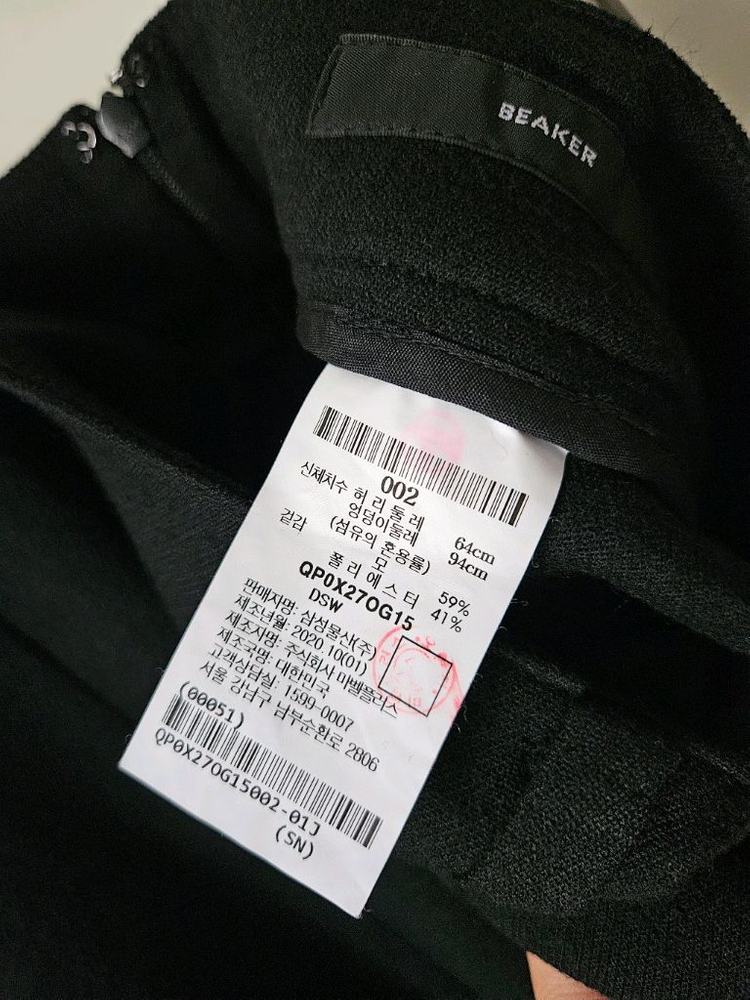 BEAKER
002
신체치수 허리둘레 64cm
엉덩이둘레 94cm
겉감 (섬유의 혼용률)
모 59%
폴리에스터 41%
QP0X27OG15
DSW
판매자명: 삼성물산(주)
제조년월: 2020.10(01)
제조자명: 주식회사 마벨플러스
제조국명: 대한민국
고객상담실: 1599-0007
서울 강남구 남부순환로 2806
(00051)
QP0X27OG15002-01J
(SN)